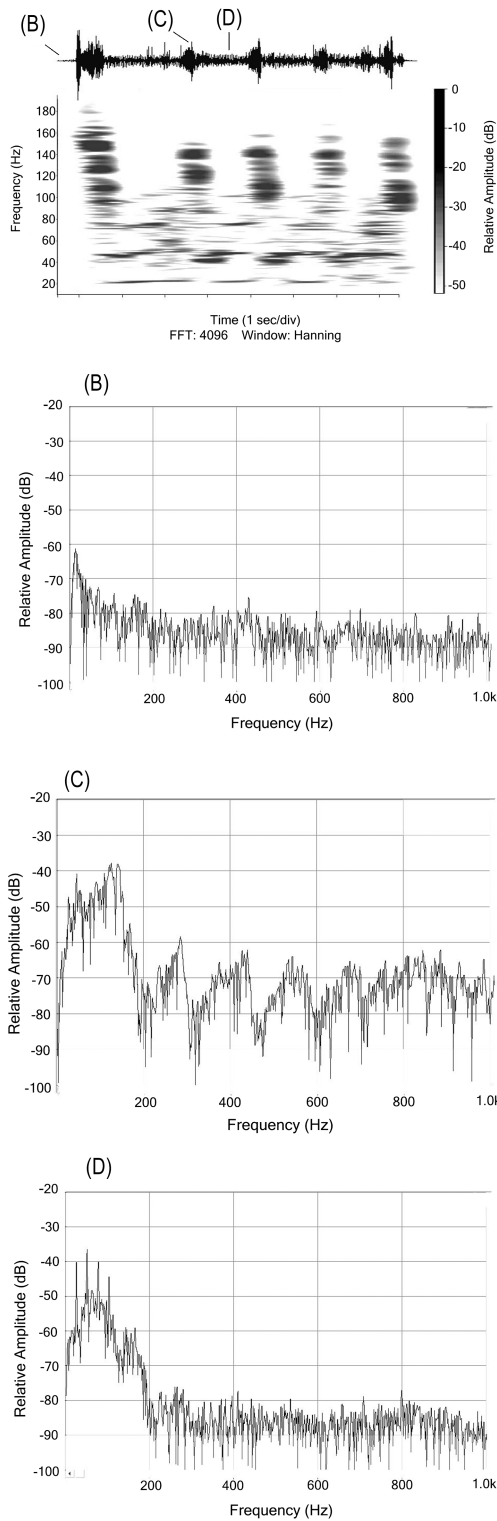 (B)
(C)
(D)
180
160
140
120
100
80
60
40
20
Frequency (Hz)
0
-10
-20
-30
-40
-50
Relative Amplitude (dB)
Time (1 sec/div)
FFT: 4096 Window: Hanning
(B)
-20
-30
-40
-50
-60
-70
-80
-90
-100
Relative Amplitude (dB)
200 400 600 800 1.0k
Frequency (Hz)
(C)
-20
-30
-40
-50
-60
-70
-80
-90
-100
Relative Amplitude (dB)
200 400 600 800 1.0k
Frequency (Hz)
(D)
-20
-30
-40
-50
-60
-70
-80
-90
-100
Relative Amplitude (dB)
200 400 600 800 1.0k
Frequency (Hz)